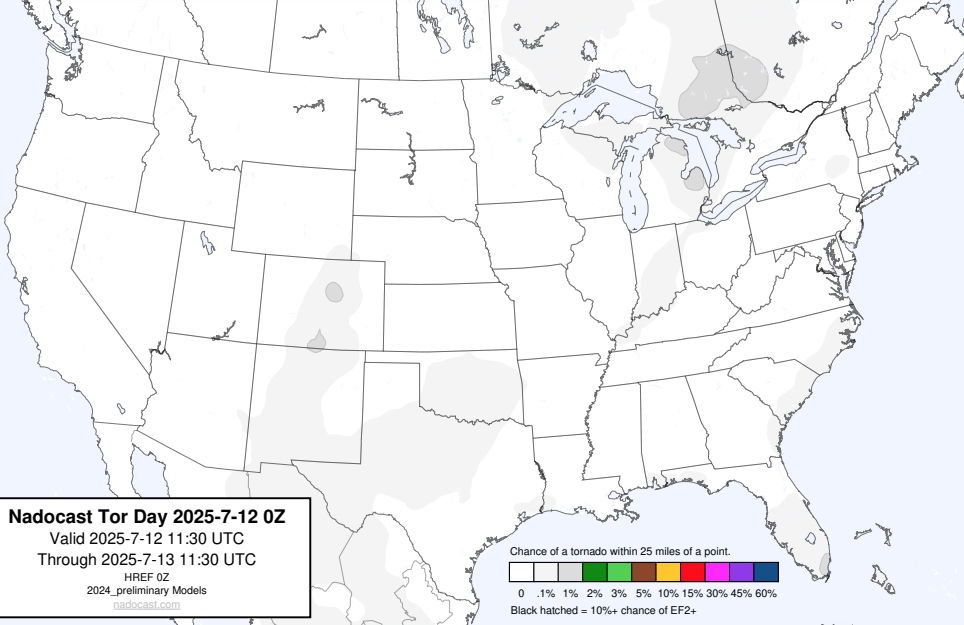 Nadocast Tor Day 2025-7-12 0Z
Valid 2025-7-12 11:30 UTC
Through 2025-7-13 11:30 UTC
HREF 0Z
2024_preliminary Models
nadocast.com
Chance of a tornado within 25 miles of a point.
0 .1% 1% 2% 3% 5% 10% 15% 30% 45% 60%
Black hatched = 10%+ chance of EF2+